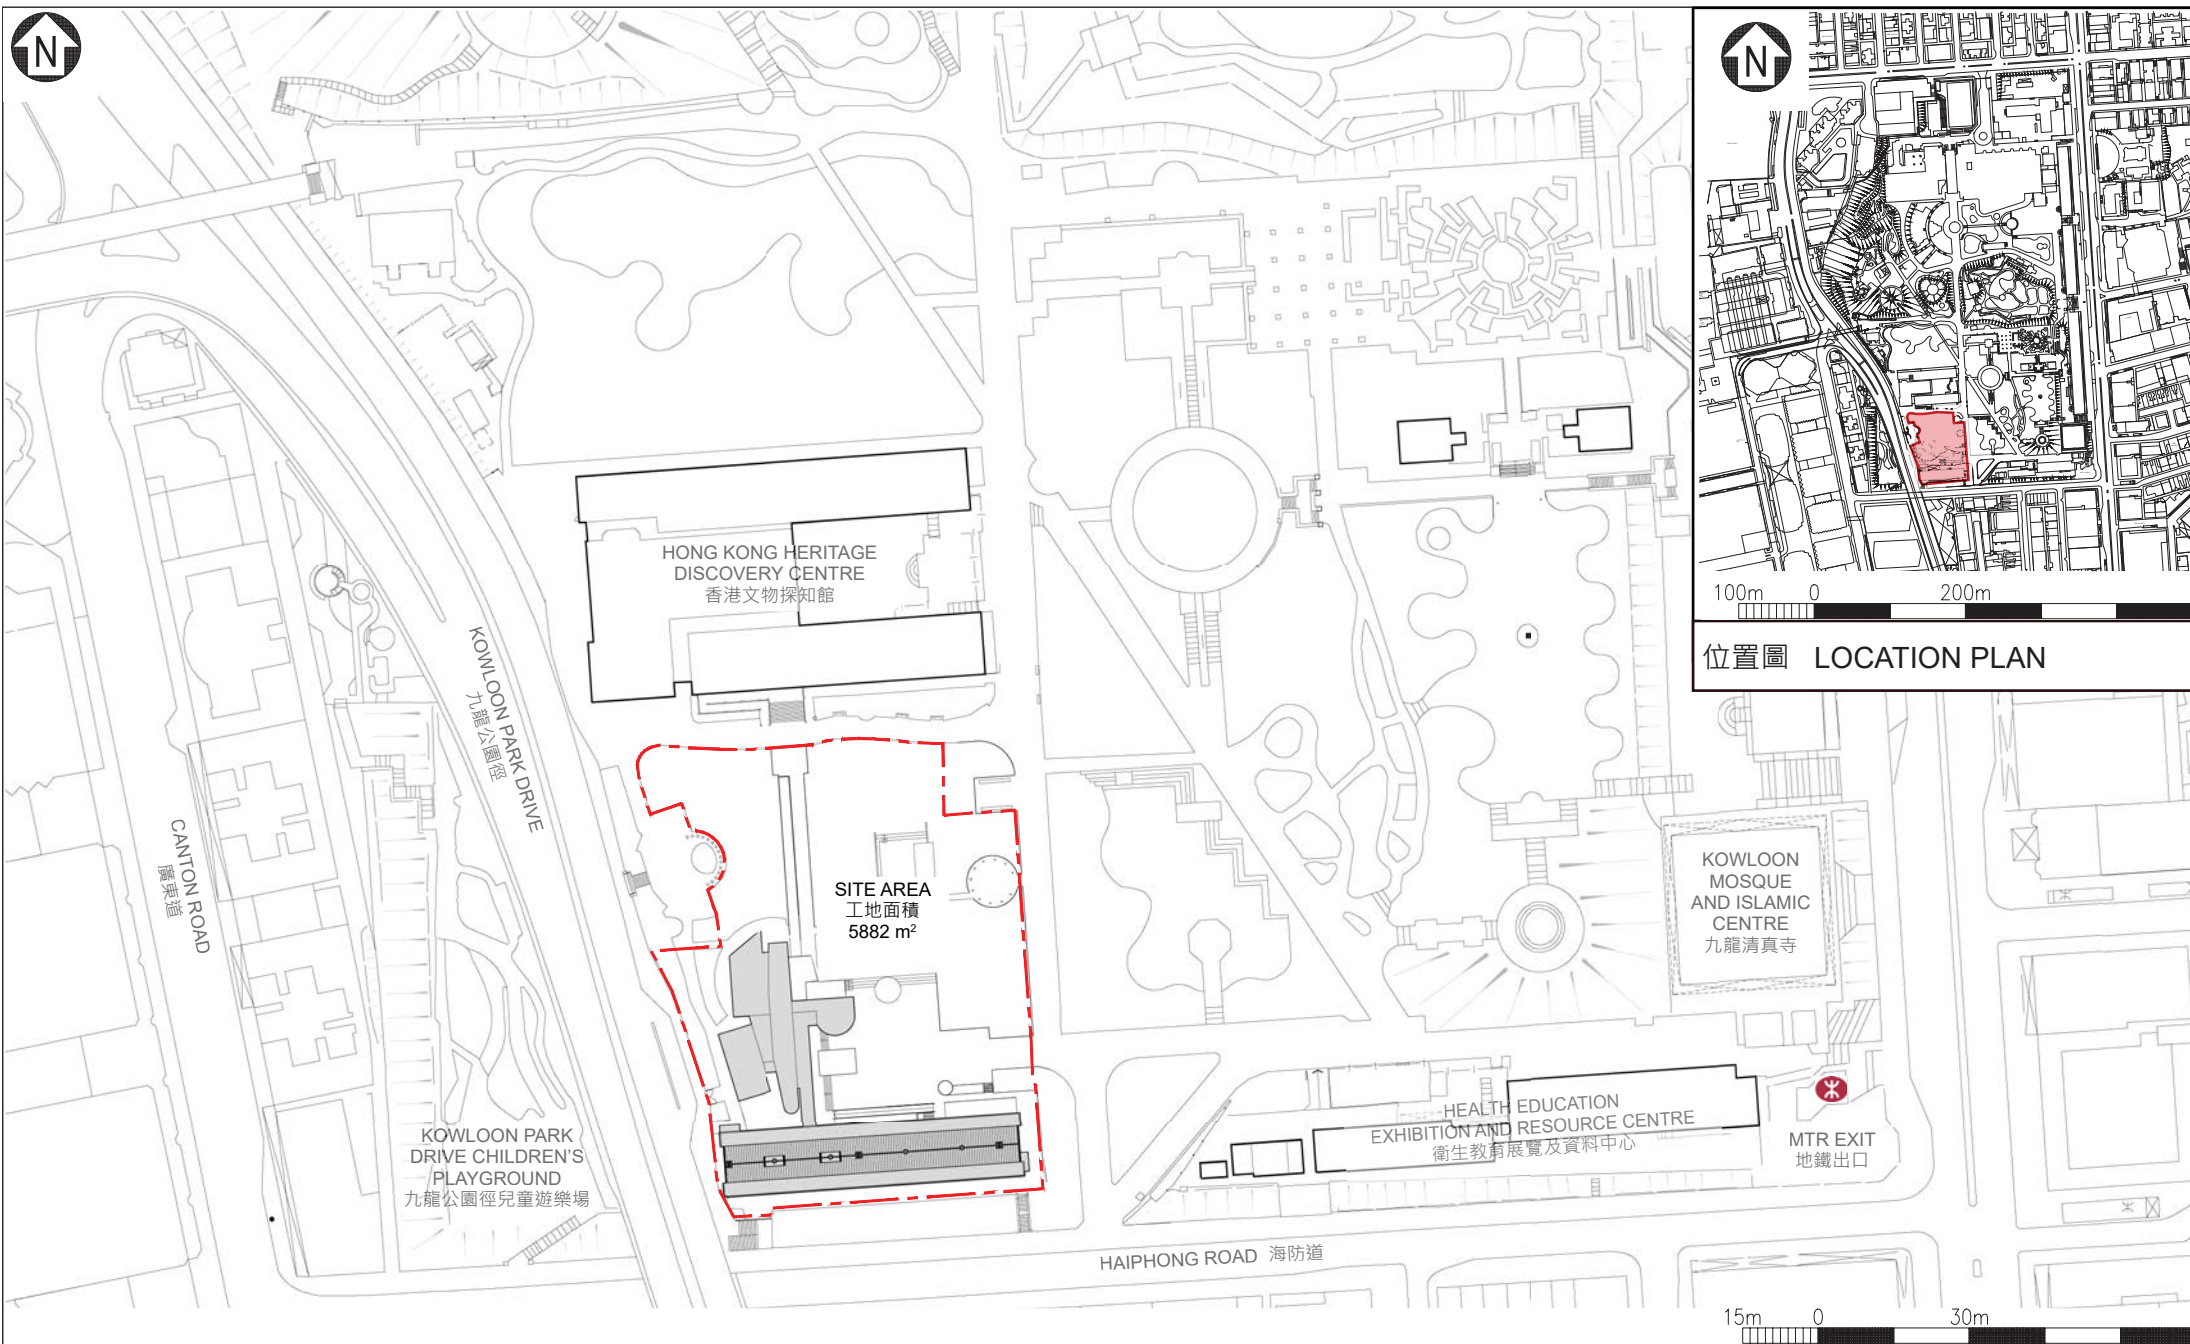 N
N
100m 0 200m
位置圖 LOCATION PLAN
HONG KONG HERITAGE
DISCOVERY CENTRE
香港文物探知館
KOWLOON PARK DRIVE
九龍公園徑
CANTON ROAD
廣東道
SITE AREA
工地面積
5882 m²
KOWLOON
MOSQUE
AND ISLAMIC
CENTRE
九龍清真寺
KOWLOON PARK
DRIVE CHILDREN'S
PLAYGROUND
九龍公園徑兒童遊樂場
HEALTH EDUCATION
EXHIBITION AND RESOURCE CENTRE
衞生教育展覽及資料中心
MTR EXIT
地鐵出口
HAIPHONG ROAD 海防道
15m 0 30m